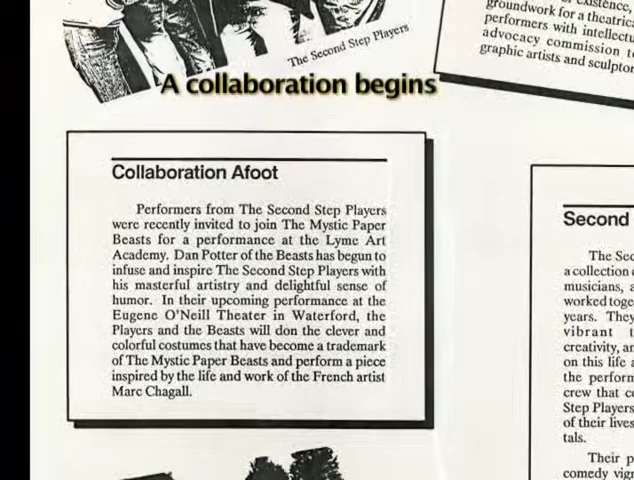 The Second Step Players
A collaboration begins
groundwork for a theatrica
performers with intellectu
advocacy commission t
graphic artists and sculptor
Collaboration Afoot
Performers from The Second Step Players
were recently invited to join The Mystic Paper
Beasts for a performance at the Lyme Art
Academy. Dan Potter of the Beasts has begun to
infuse and inspire The Second Step Players with
his masterful artistry and delightful sense of
humor. In their upcoming performance at the
Eugene O'Neill Theater in Waterford, the
Players and the Beasts will don the clever and
colorful costumes that have become a trademark
of The Mystic Paper Beasts and perform a piece
inspired by the life and work of the French artist
Marc Chagall.
Second
The Sec
a collection
musicians, a
worked toge
years. They
vibrant t
creativity, an
on this life a
the perform
crew that c
Step Players
of their lives
tals.
Their p
comedy vign